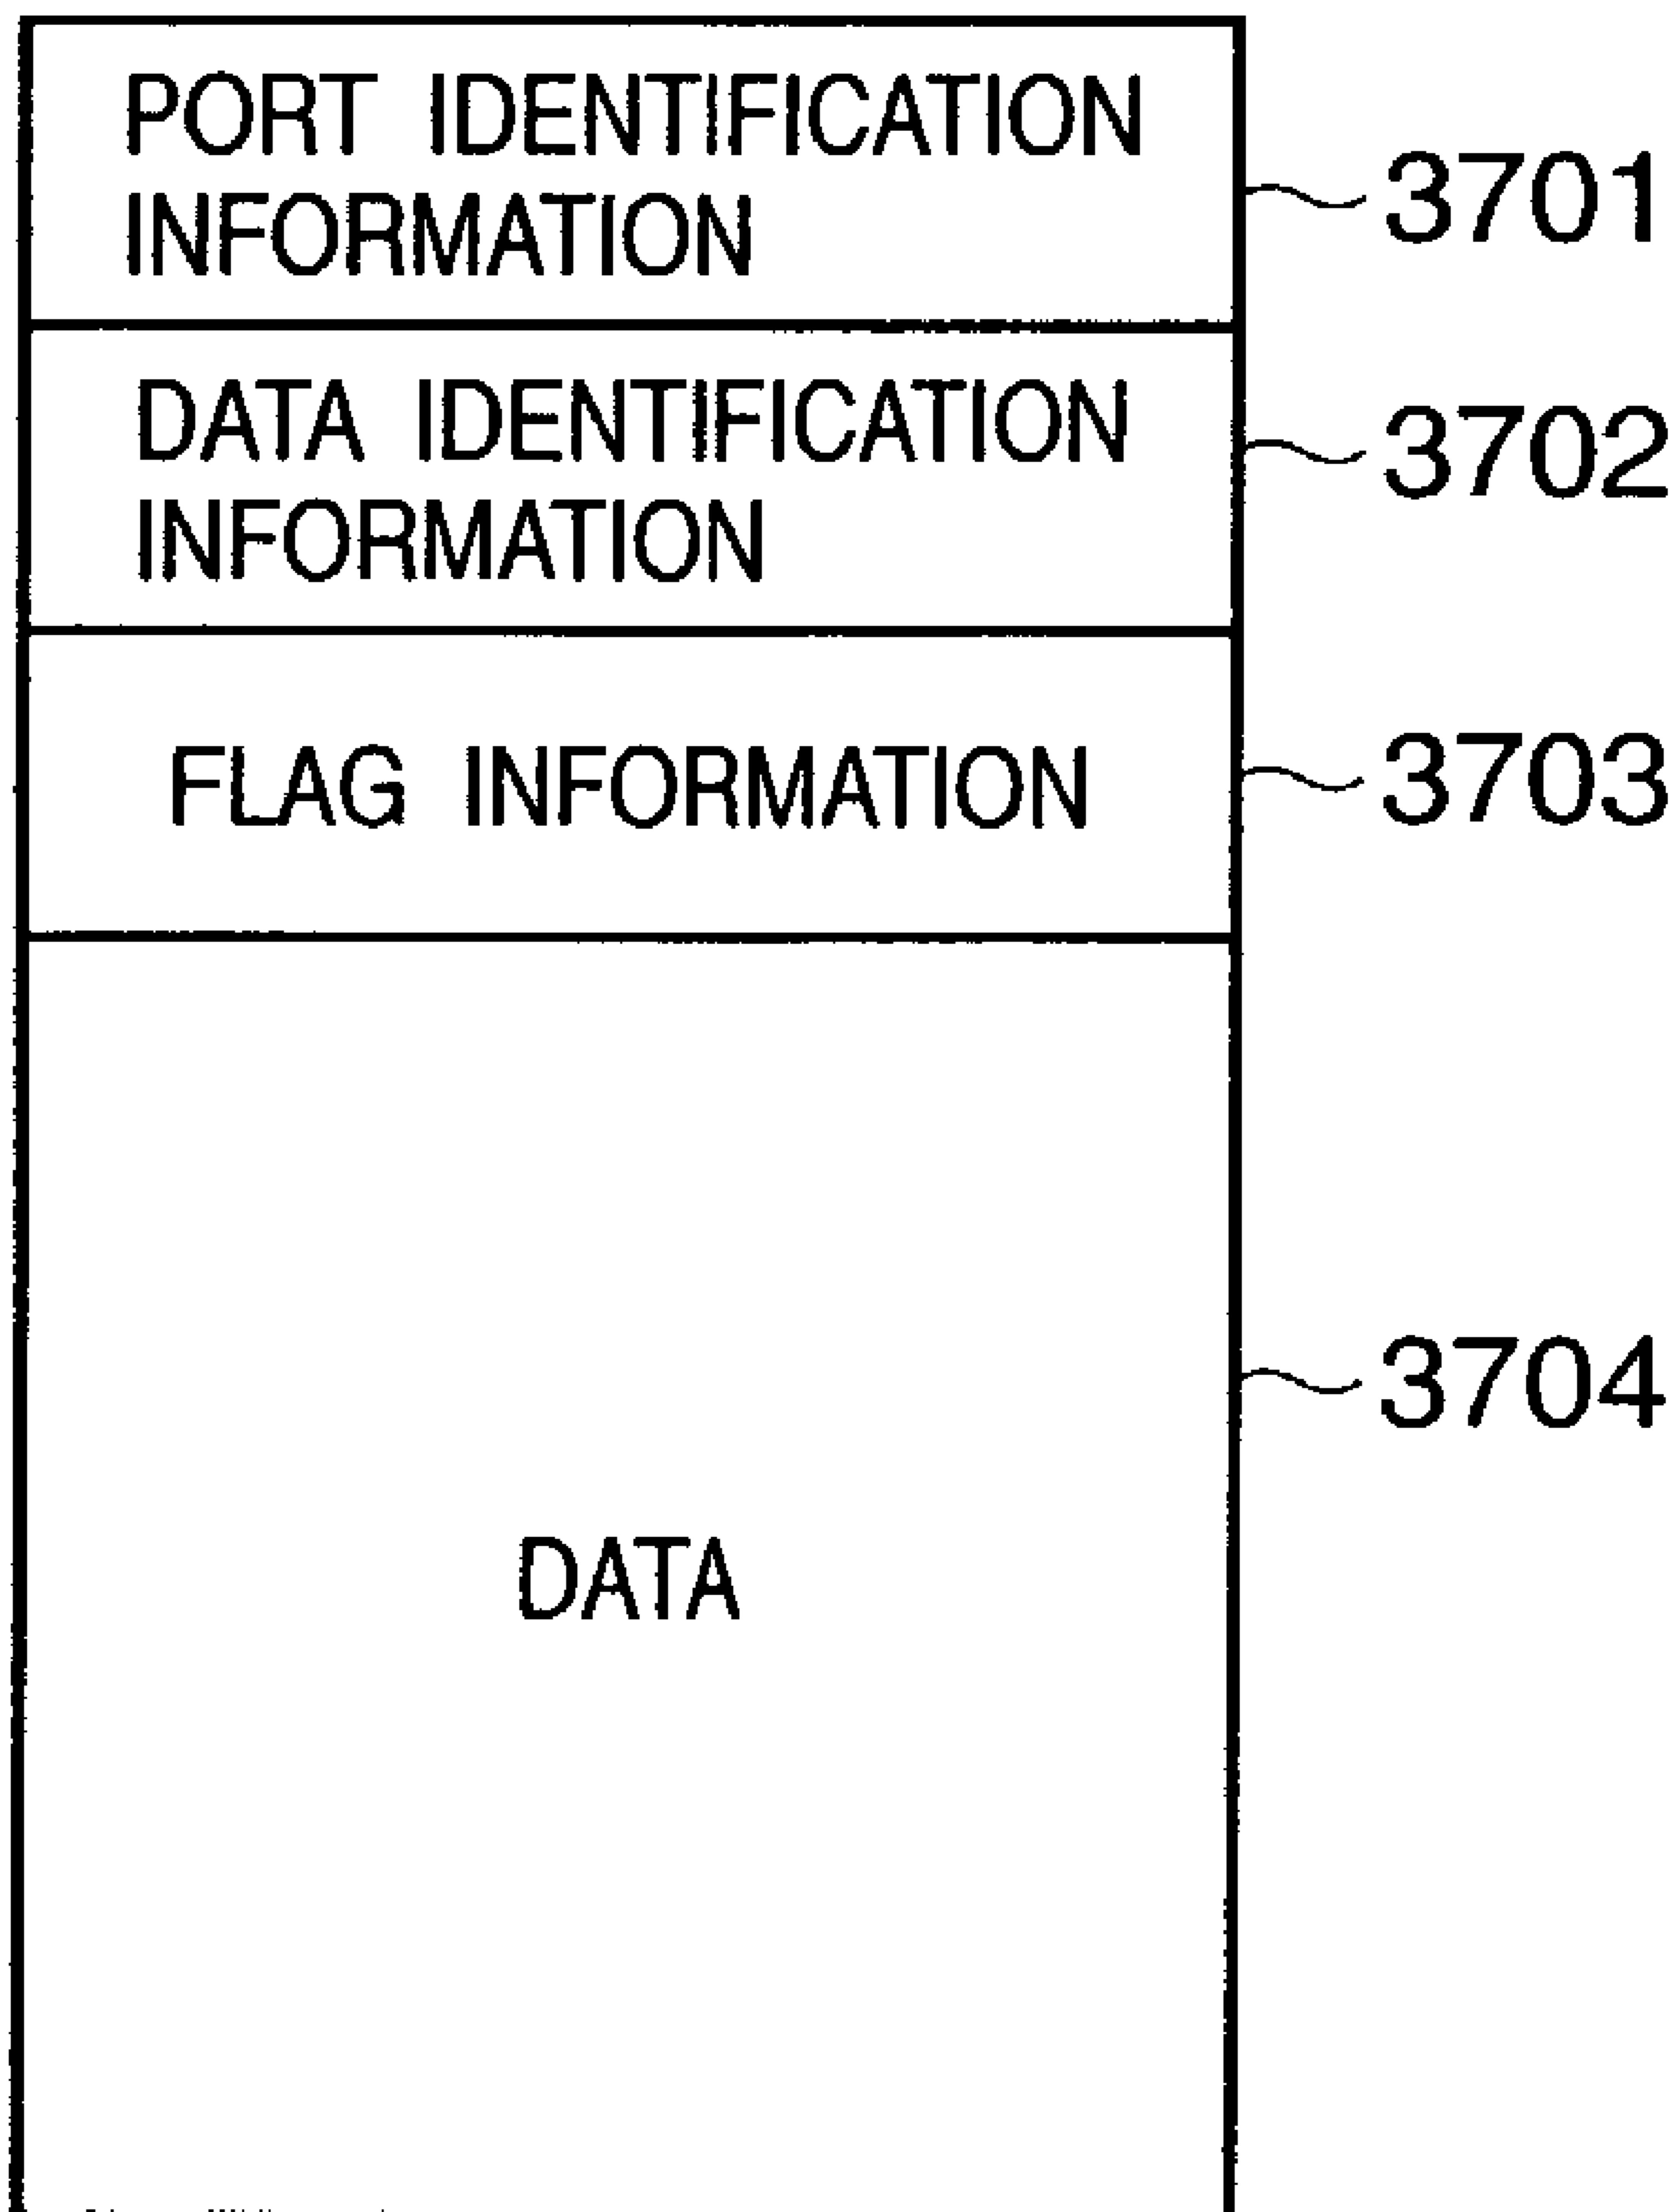 PORT IDENTIFICATION
INFORMATION
3701
DATA IDENTIFICATION
INFORMATION
3702
FLAG INFORMATION
3703
3704
DATA